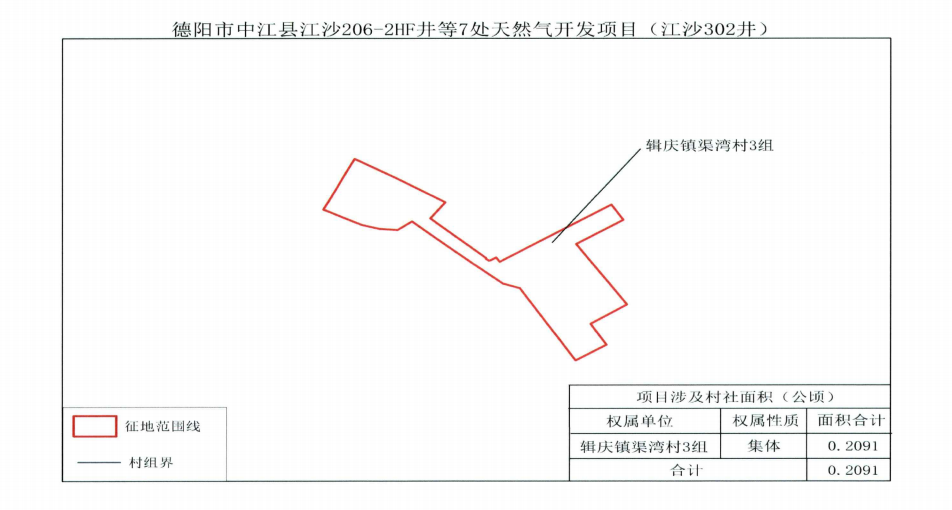 德阳市中江县江沙206-2HF井等7处天然气开发项目（江沙302井）
辑庆镇渠湾村3组
征地范围线
村组界
项目涉及村社面积（公顷）
权属单位 权属性质 面积合计
辑庆镇渠湾村3组 集体 0.2091
合计 0.2091